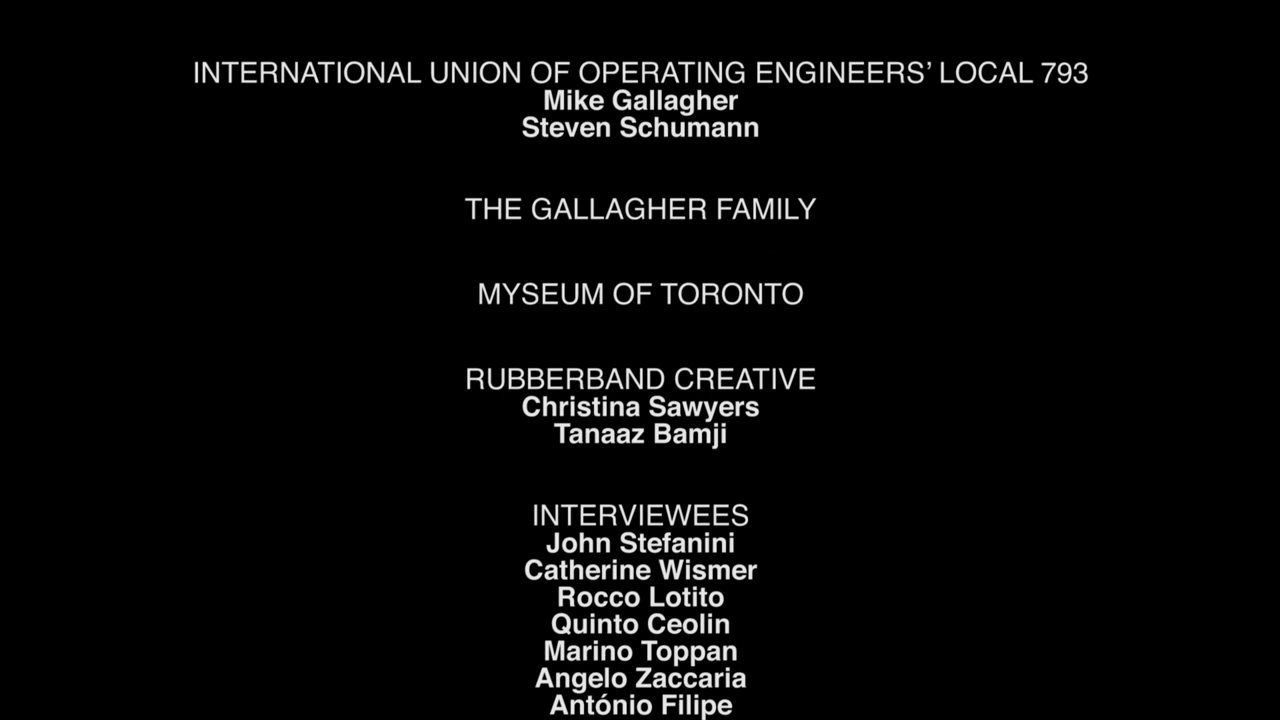 INTERNATIONAL UNION OF OPERATING ENGINEERS’ LOCAL 793
Mike Gallagher
Steven Schumann
THE GALLAGHER FAMILY
MYSEUM OF TORONTO
RUBBERBAND CREATIVE
Christina Sawyers
Tanaaz Bamji
INTERVIEWEES
John Stefanini
Catherine Wismer
Rocco Lotito
Quinto Ceolin
Marino Toppan
Angelo Zaccaria
António Filipe